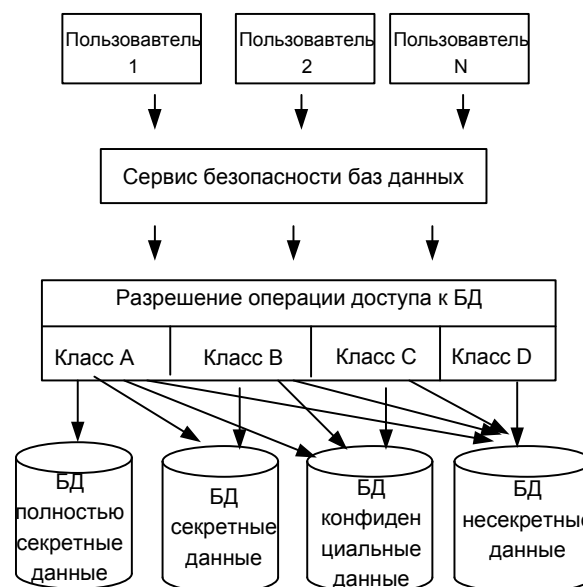 Пользовавтель
1
Пользовавтель
2
Пользовавтель
N
Сервис безопасности баз данных
Разрешение операции доступа к БД
Класс A
Класс B
Класс C
Класс D
БД
полностью
секретные
данные
БД
секретные
данные
БД
конфиден
циальные
данные
БД
несекретные
данные